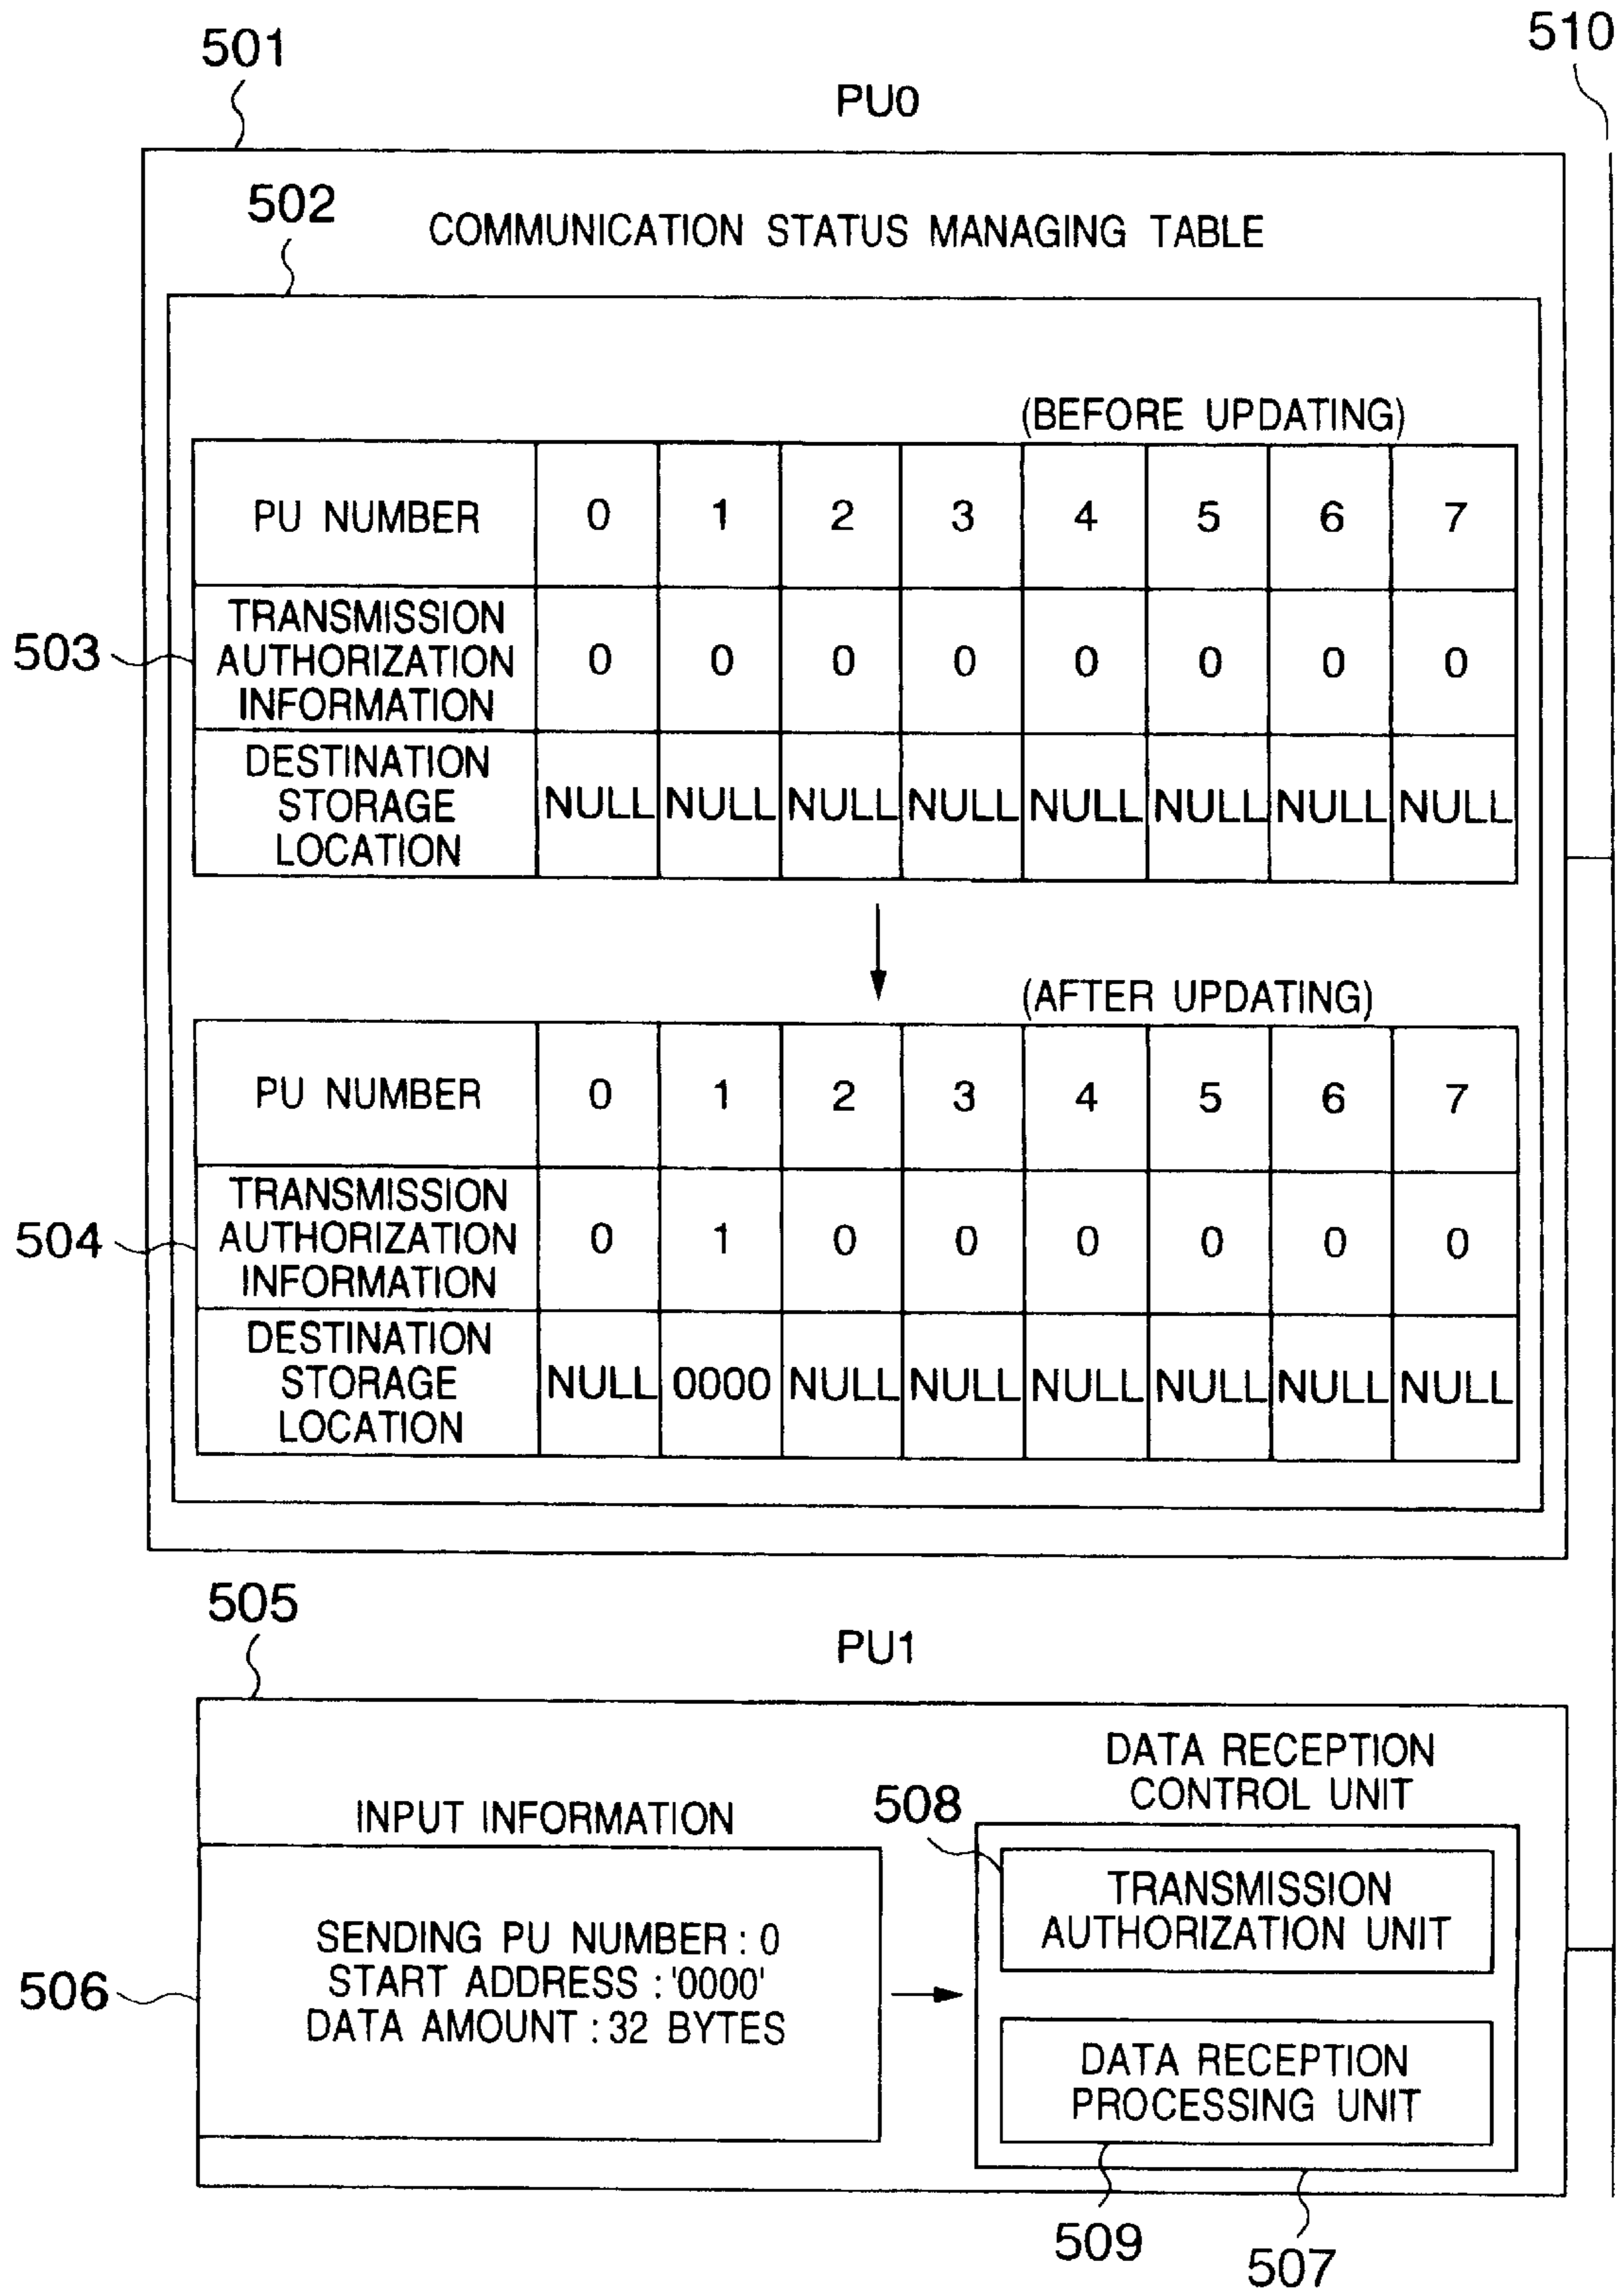 501
510
PU0
502
COMMUNICATION STATUS MANAGING TABLE
(BEFORE UPDATING)
PU NUMBER 0 1 2 3 4 5 6 7
503
TRANSMISSION
AUTHORIZATION
INFORMATION
0 0 0 0 0 0 0 0
DESTINATION
STORAGE
LOCATION
NULL NULL NULL NULL NULL NULL NULL NULL
(AFTER UPDATING)
PU NUMBER 0 1 2 3 4 5 6 7
504
TRANSMISSION
AUTHORIZATION
INFORMATION
0 1 0 0 0 0 0 0
DESTINATION
STORAGE
LOCATION
NULL 0000 NULL NULL NULL NULL NULL NULL
505
PU1
INPUT INFORMATION
506
SENDING PU NUMBER : 0
START ADDRESS : '0000'
DATA AMOUNT : 32 BYTES
DATA RECEPTION
CONTROL UNIT
508
TRANSMISSION
AUTHORIZATION UNIT
DATA RECEPTION
PROCESSING UNIT
509
507